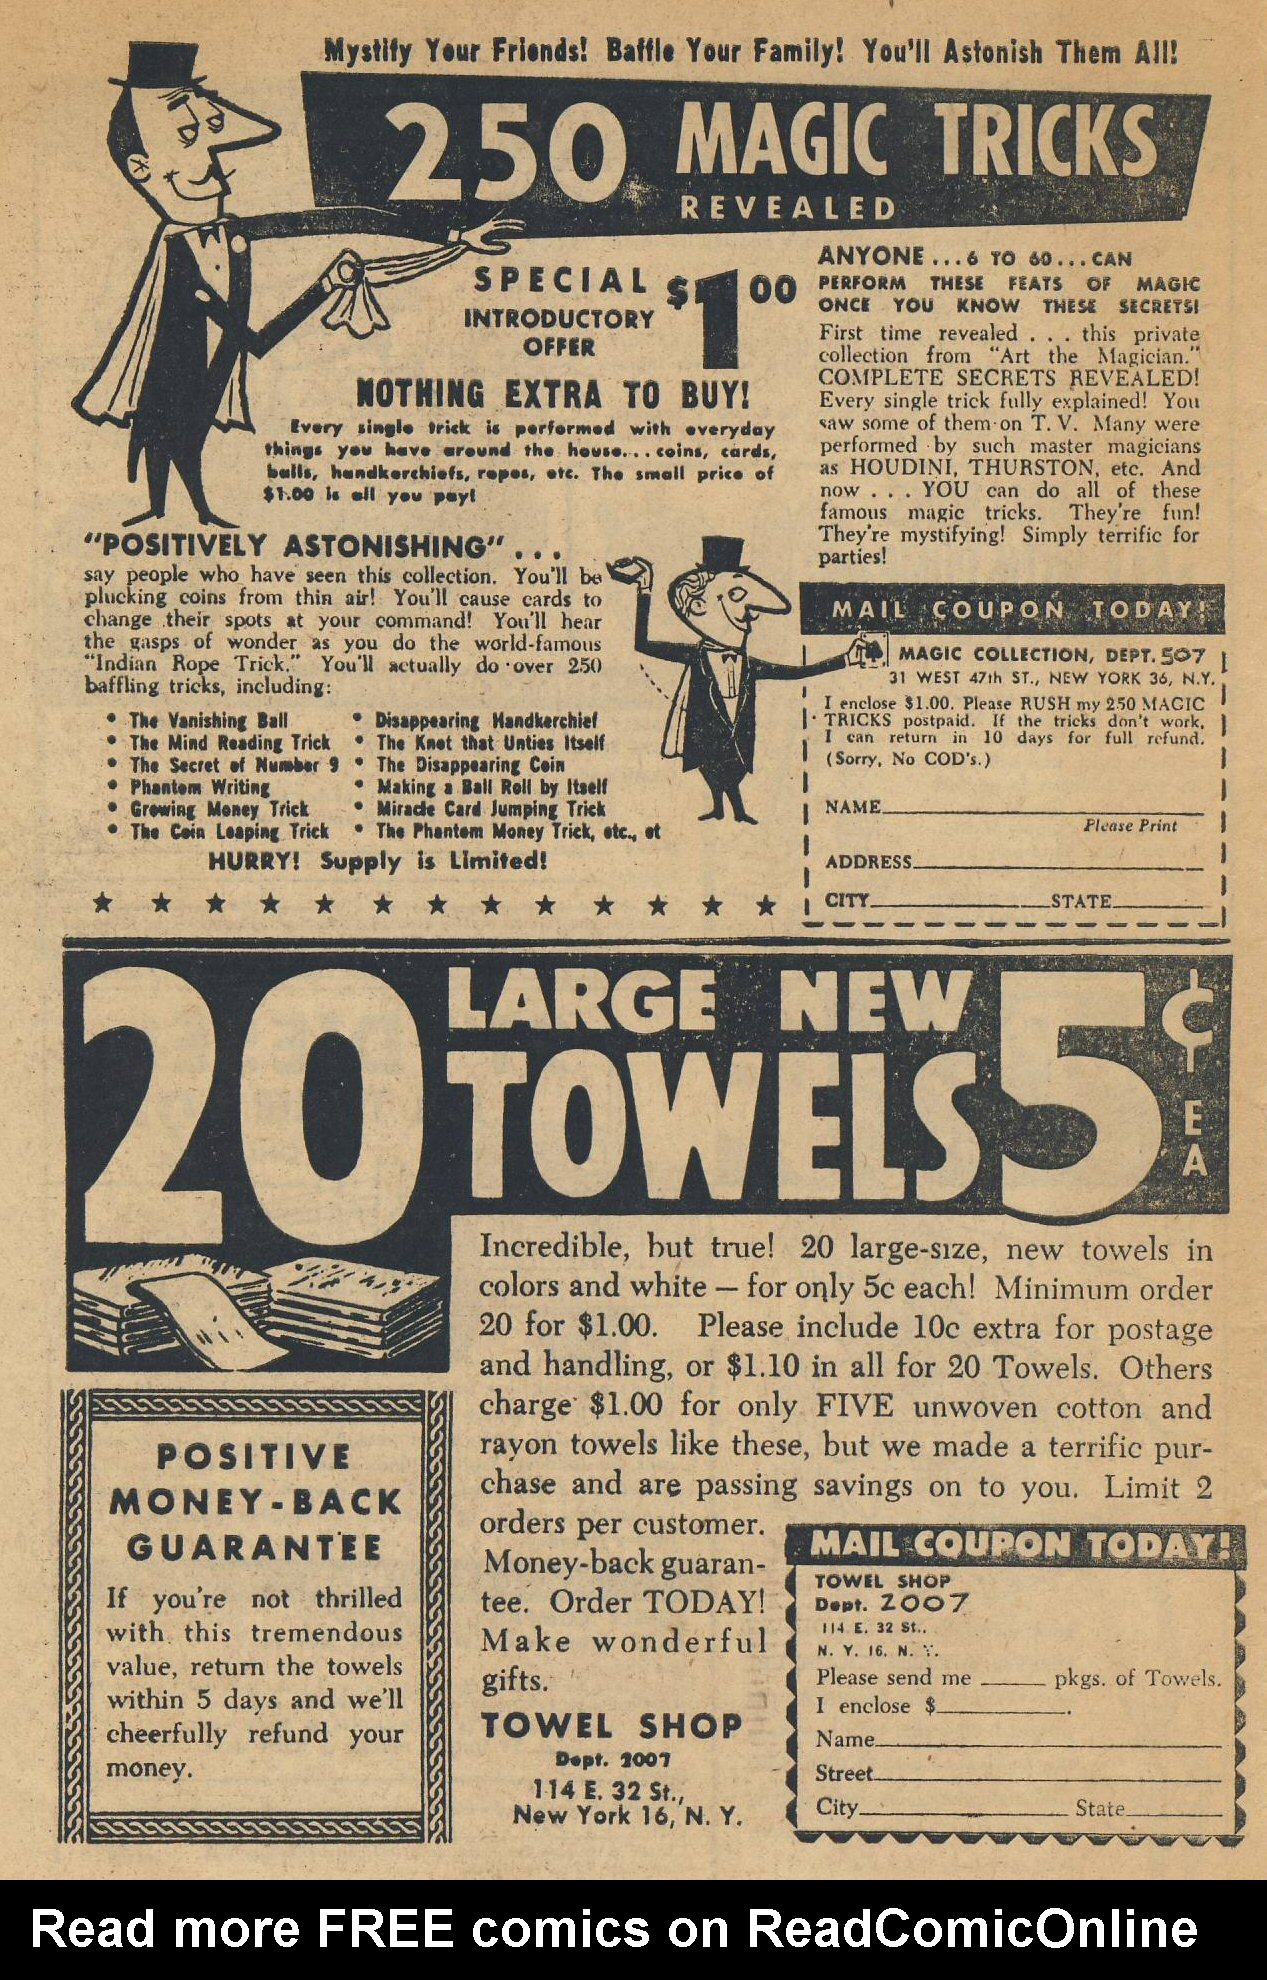 Mystify Your Friends! Baffle Your Family! You'll Astonish Them All!
250 MAGIC TRICKS
REVEALED
SPECIAL
INTRODUCTORY
OFFER
$1.00
NOTHING EXTRA TO BUY!
Every single trick is performed with everyday
things you have around the house... coins, cards,
balls, handkerchiefs, ropes, etc. The small price of
$1.00 is all you pay!
ANYONE...6 TO 60...CAN
PERFORM THESE FEATS OF MAGIC
ONCE YOU KNOW THESE SECRETS!
First time revealed . . . this private
collection from "Art the Magician."
COMPLETE SECRETS REVEALED!
Every single trick fully explained! You
saw some of them on T. V. Many were
performed by such master magicians
as HOUDINI, THURSTON, etc. And
now . . . YOU can do all of these
famous magic tricks. They're fun!
They're mystifying! Simply terrific for
parties!
"POSITIVELY ASTONISHING" . . .
say people who have seen this collection. You'll be
plucking coins from thin air! You'll cause cards to
change their spots at your command! You'll hear
the gasps of wonder as you do the world-famous
"Indian Rope Trick." You'll actually do over 250
baffling tricks, including:
• The Vanishing Ball
• The Mind Reading Trick
• The Secret of Number 9
• Phantom Writing
• Growing Money Trick
• The Coin Leaping Trick
• Disappearing Handkerchief
• The Knot that Unties Itself
• The Disappearing Coin
• Making a Ball Roll by Itself
• Miracle Card Jumping Trick
• The Phantom Money Trick, etc., et
HURRY! Supply is Limited!
MAIL COUPON TODAY!
MAGIC COLLECTION, DEPT. 507
31 WEST 47th ST., NEW YORK 36, N.Y.
I enclose $1.00. Please RUSH my 250 MAGIC
TRICKS postpaid. If the tricks don't work,
I can return in 10 days for full refund.
(Sorry, No COD's.)
NAME
Please Print
ADDRESS
CITY STATE
20 LARGE NEW
TOWELS 5¢ EA
Incredible, but true! 20 large-size, new towels in
colors and white — for only 5c each! Minimum order
20 for $1.00. Please include 10c extra for postage
and handling, or $1.10 in all for 20 Towels. Others
charge $1.00 for only FIVE unwoven cotton and
rayon towels like these, but we made a terrific pur-
chase and are passing savings on to you. Limit 2
orders per customer.
Money-back guaran-
tee. Order TODAY!
Make wonderful
gifts.
TOWEL SHOP
Dept. 2007
114 E. 32 St.,
New York 16, N. Y.
POSITIVE
MONEY-BACK
GUARANTEE
If you're not thrilled
with this tremendous
value, return the towels
within 5 days and we'll
cheerfully refund your
money.
MAIL COUPON TODAY!
TOWEL SHOP
Dept. 2007
114 E. 32 St.,
N. Y. 16, N. Y.
Please send me pkgs. of Towels.
I enclose $ .
Name
Street
City State
Read more FREE comics on ReadComicOnline